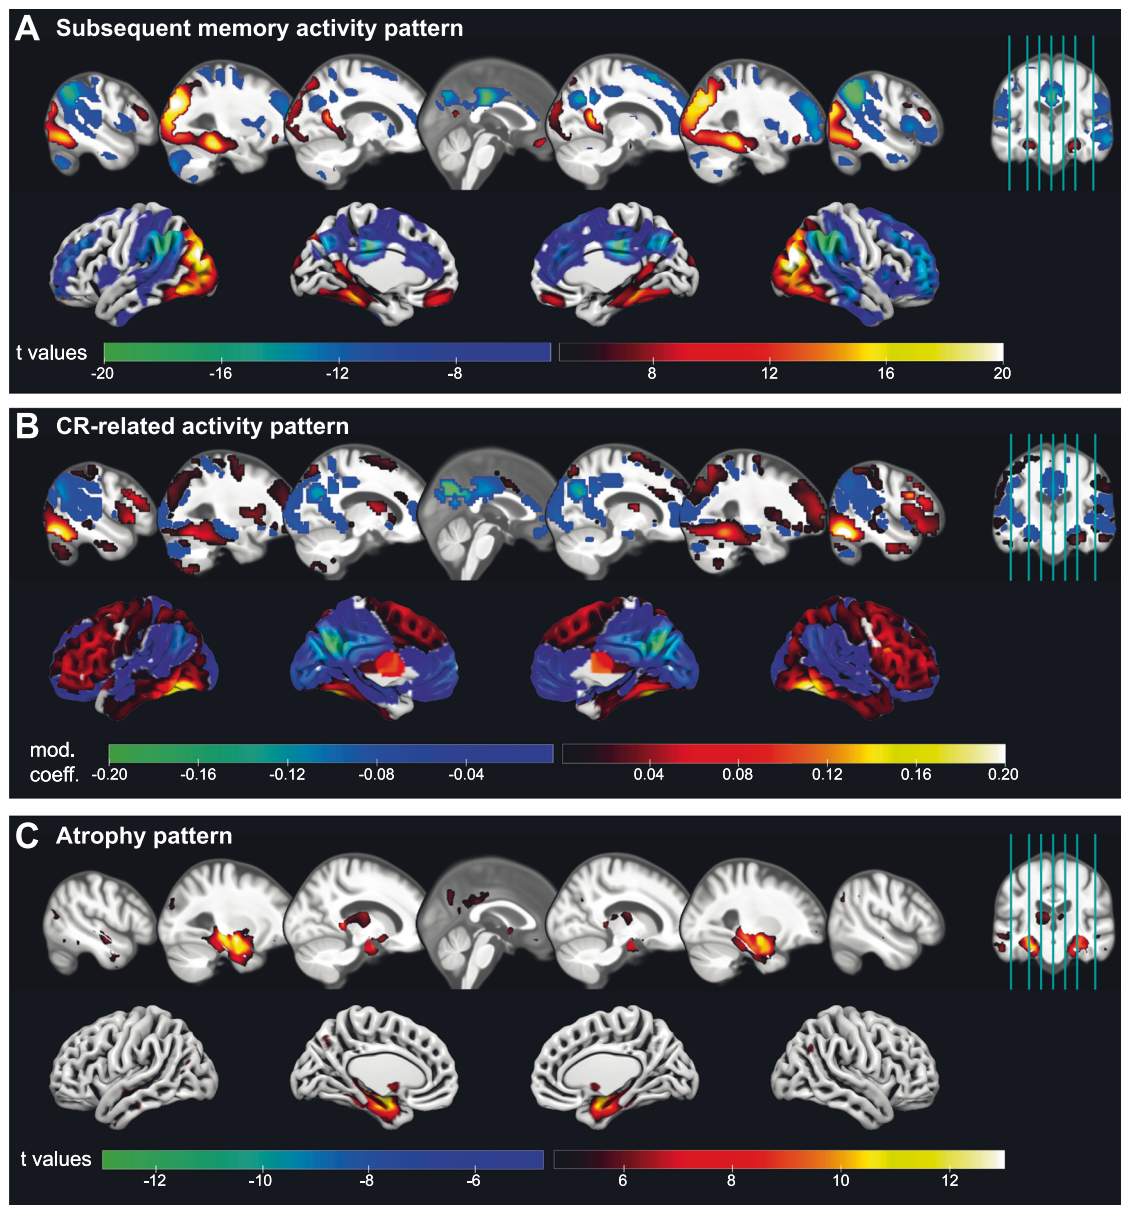 A Subsequent memory activity pattern
t values
-20 -16 -12 -8 8 12 16 20
B CR-related activity pattern
mod.
coeff. -0.20 -0.16 -0.12 -0.08 -0.04 0.04 0.08 0.12 0.16 0.20
C Atrophy pattern
t values
-12 -10 -8 -6 6 8 10 12